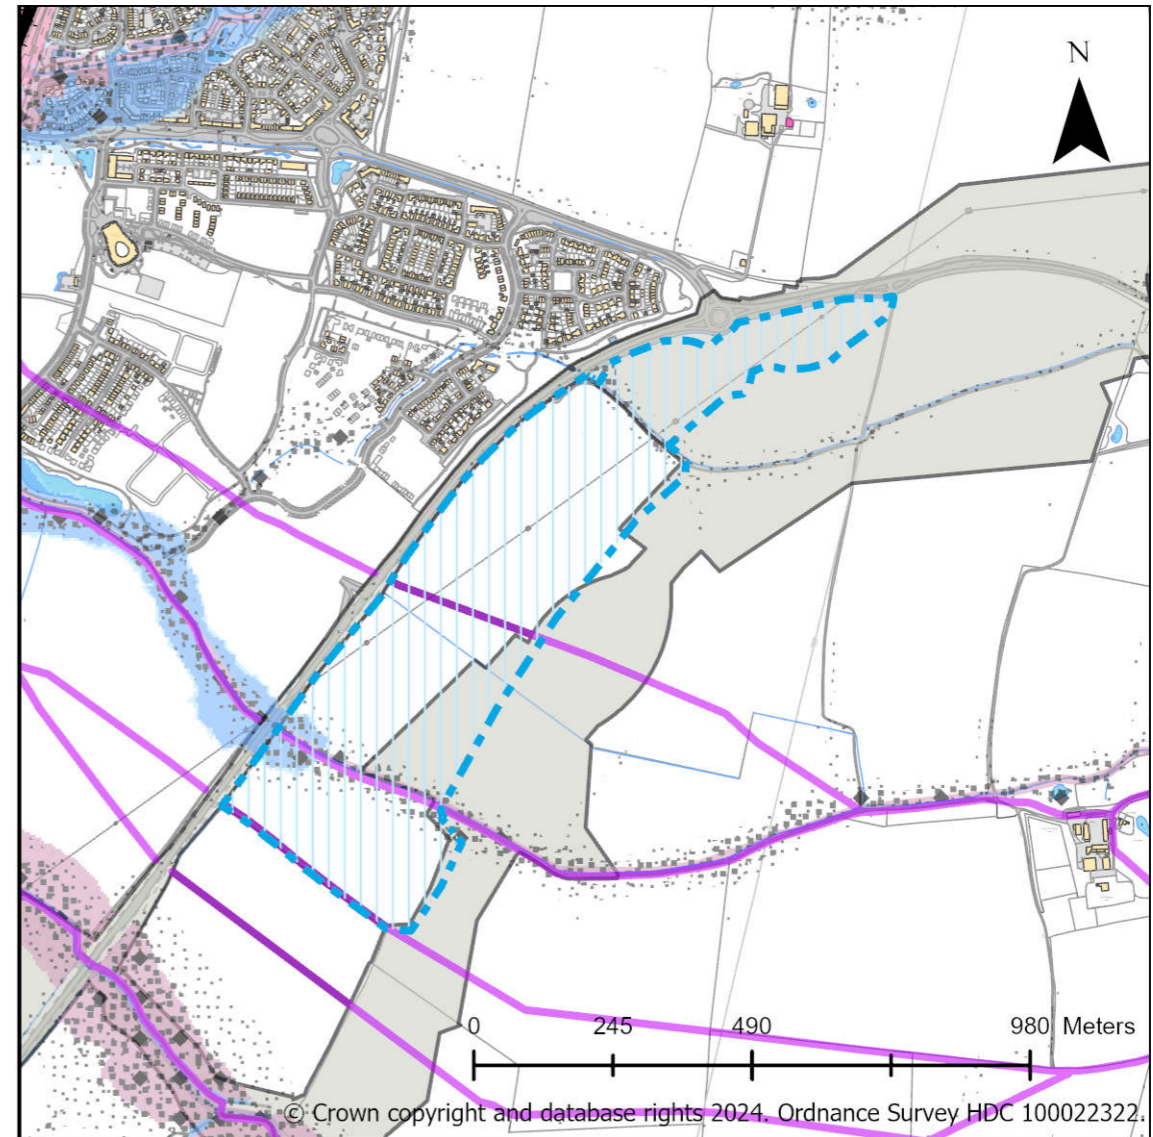 N
0 245 490 980 Meters
© Crown copyright and database rights 2024. Ordnance Survey HDC 100022322.